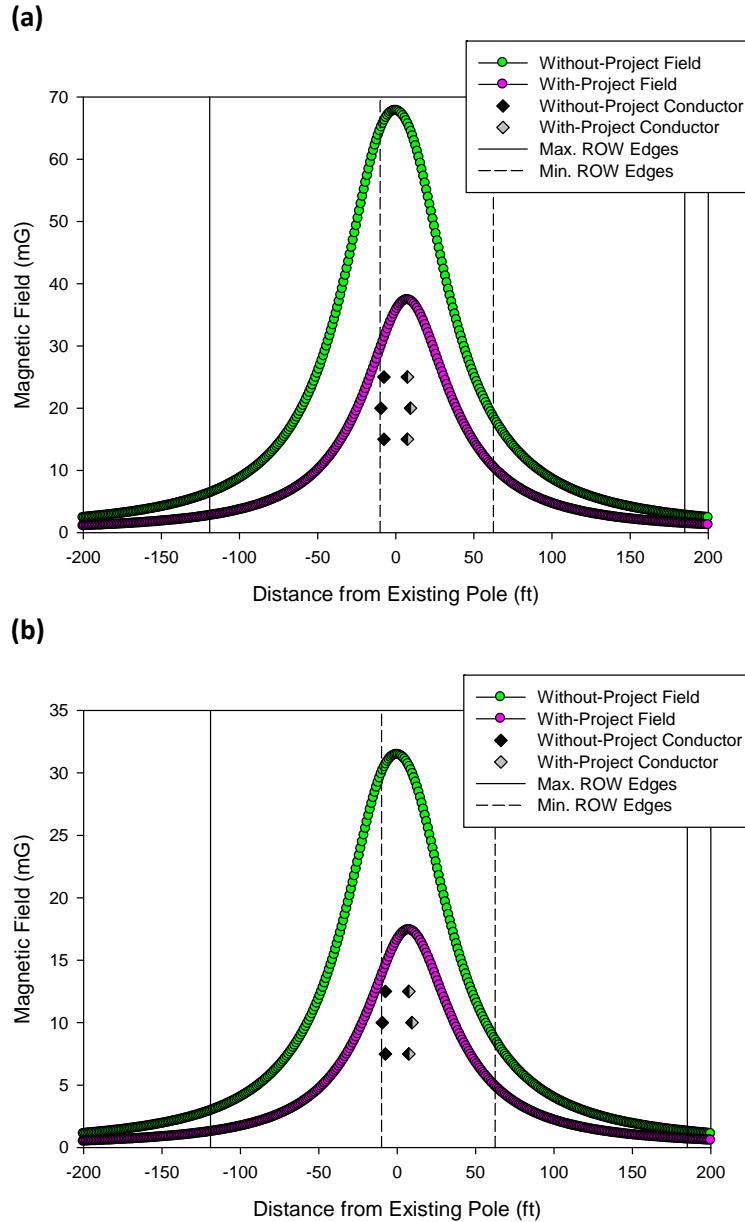 (a)
Without-Project Field
With-Project Field
Without-Project Conductor
With-Project Conductor
Max. ROW Edges
Min. ROW Edges
70
60
50
40
30
20
10
0
Magnetic Field (mG)
-200 -150 -100 -50 0 50 100 150 200
Distance from Existing Pole (ft)
(b)
Without-Project Field
With-Project Field
Without-Project Conductor
With-Project Conductor
Max. ROW Edges
Min. ROW Edges
35
30
25
20
15
10
5
0
Magnetic Field (mG)
-200 -150 -100 -50 0 50 100 150 200
Distance from Existing Pole (ft)